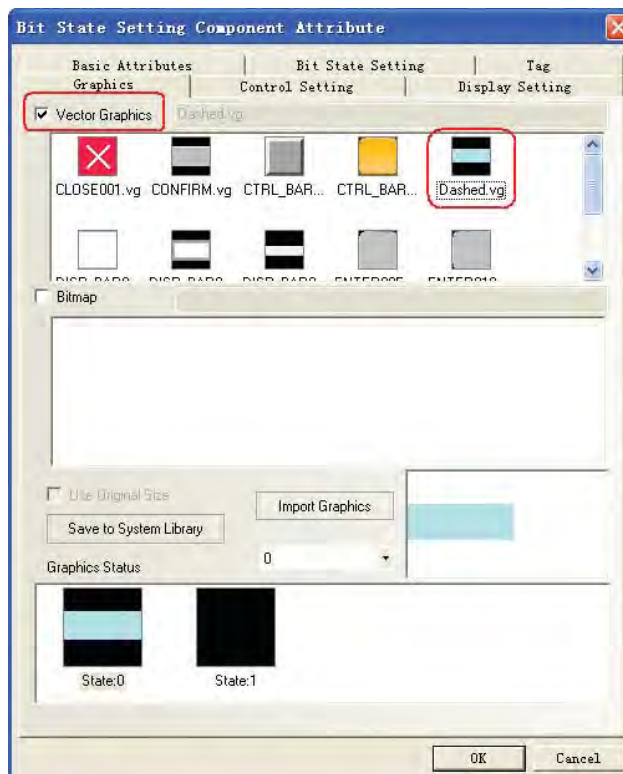 Bit State Setting Component Attribute
Basic Attributes Bit State Setting Tag
Graphics Control Setting Display Setting
Vector Graphics Dashed.vg
CLOSE001.vg CONFIRM.vg CTRL_BAR... CTRL_BAR... Dashed.vg
Bitmap
Use Original Size
Import Graphics
Save to System Library
0
Graphics Status
State:0 State:1
OK Cancel